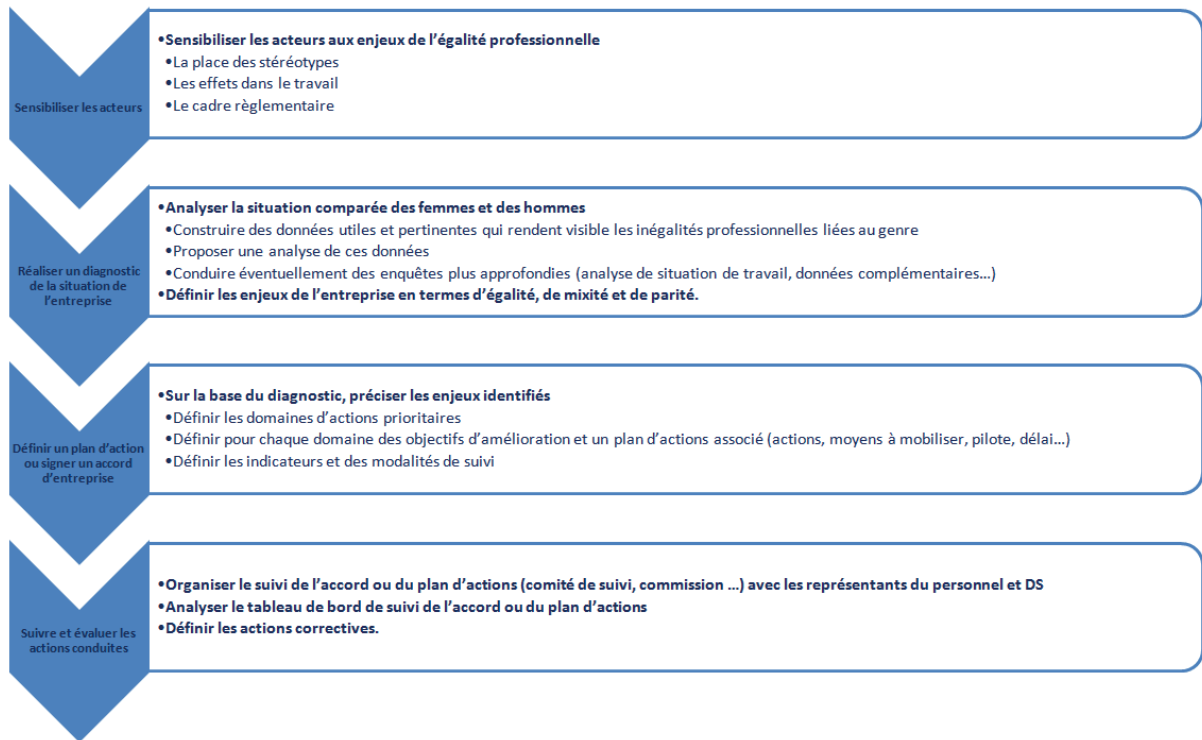 Sensibiliser les acteurs
•Sensibiliser les acteurs aux enjeux de l'égalité professionnelle
•La place des stéréotypes
•Les effets dans le travail
•Le cadre règlementaire
Réaliser un diagnostic
de la situation de
l'entreprise
•Analyser la situation comparée des femmes et des hommes
•Construire des données utiles et pertinentes qui rendent visible les inégalités professionnelles liées au genre
•Proposer une analyse de ces données
•Conduire éventuellement des enquêtes plus approfondies (analyse de situation de travail, données complémentaires…)
•Définir les enjeux de l'entreprise en termes d'égalité, de mixité et de parité.
Définir un plan d'action
ou signer un accord
d'entreprise
•Sur la base du diagnostic, préciser les enjeux identifiés
•Définir les domaines d'actions prioritaires
•Définir pour chaque domaine des objectifs d'amélioration et un plan d'actions associé (actions, moyens à mobiliser, pilote, délai…)
•Définir les indicateurs et des modalités de suivi
Suivre et évaluer les
actions conduites
•Organiser le suivi de l'accord ou du plan d'actions (comité de suivi, commission …) avec les représentants du personnel et DS
•Analyser le tableau de bord de suivi de l'accord ou du plan d'actions
•Définir les actions correctives.